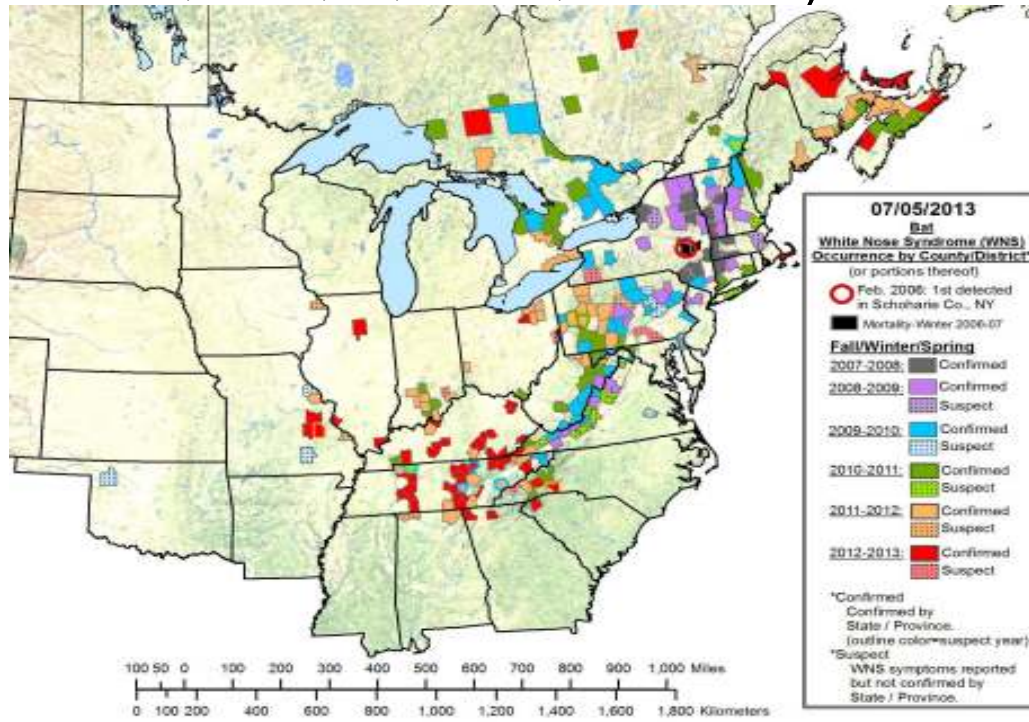 07/05/2013
Bat
White Nose Syndrome (WNS)
Occurrence by County/District*
(or portions thereof)
Feb. 2006: 1st detected
in Schoharie Co., NY
Mortality-Winter 2006-07
Fall/Winter/Spring
2007-2008: Confirmed
2008-2009: Confirmed
Suspect
2009-2010: Confirmed
Suspect
2010-2011: Confirmed
Suspect
2011-2012: Confirmed
Suspect
2012-2013: Confirmed
Suspect
*Confirmed
Confirmed by
State / Province.
(outline color=suspect year)
*Suspect
WNS symptoms reported
but not confirmed by
State / Province.
100 50 0 100 200 300 400 500 600 700 800 900 1,000 Miles
0 100 200 400 600 800 1,000 1,200 1,400 1,600 1,800 Kilometers